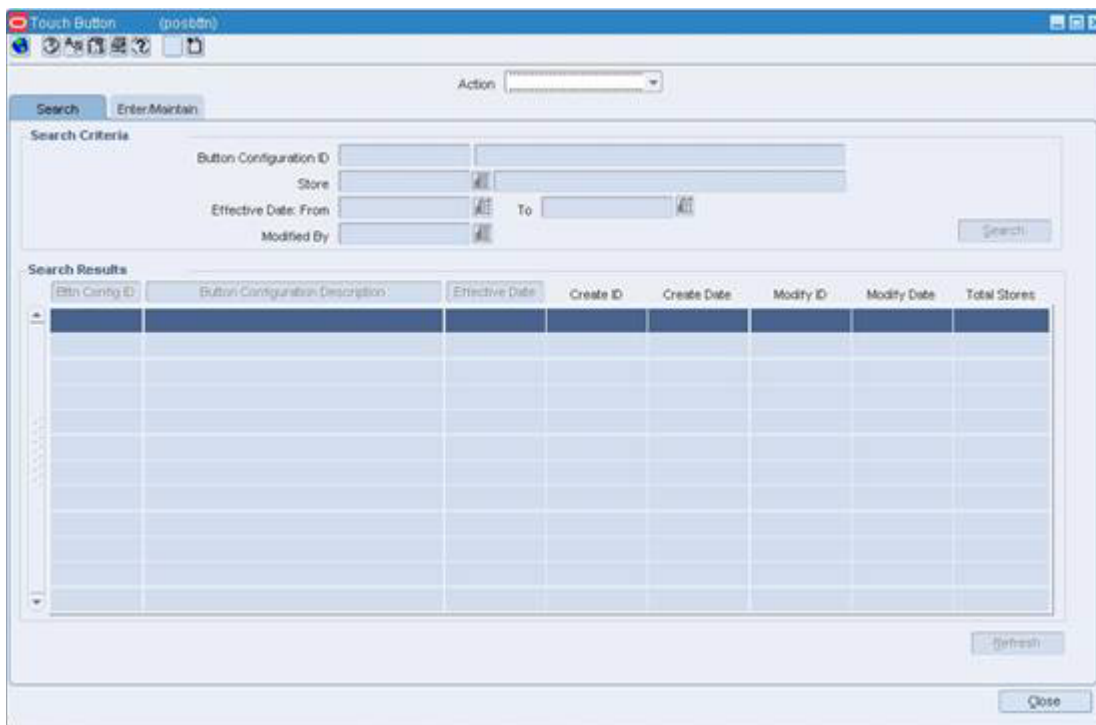 Touch Button (posbttn)
Action
Search Enter/Maintain
Search Criteria
Button Configuration ID
Store
Effective Date: From To
Modified By
Search
Search Results
Bttn Config ID Button Configuration Description Effective Date Create ID Create Date Modify ID Modify Date Total Stores
Refresh
Close